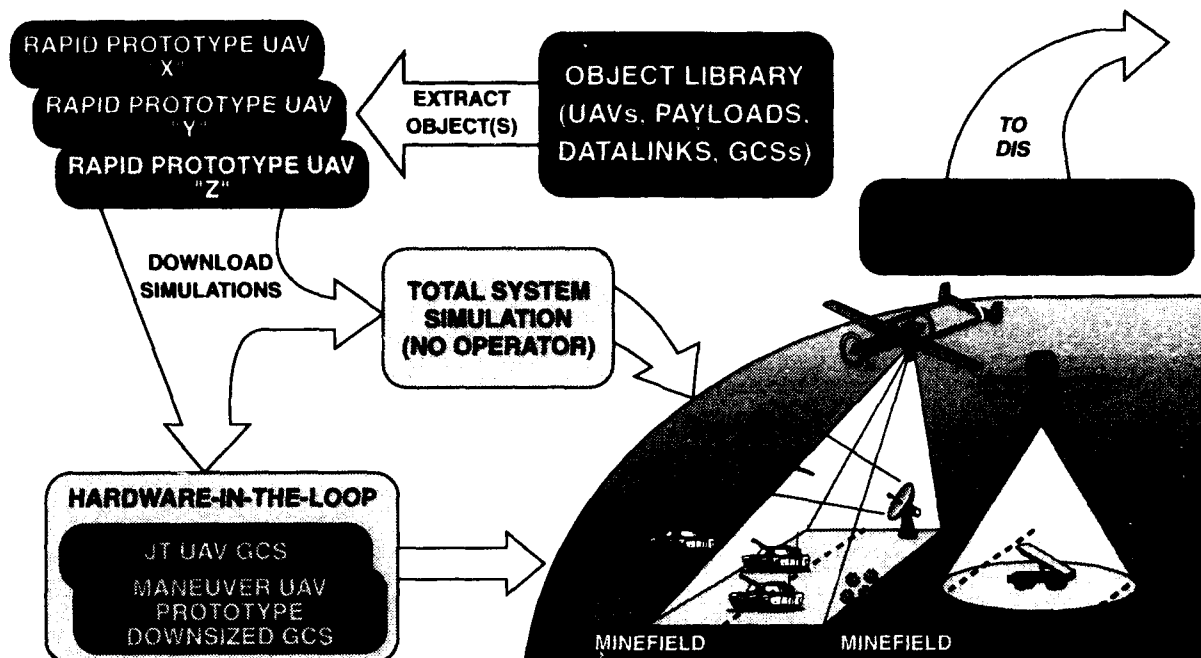 RAPID PROTOTYPE UAV
"X"
RAPID PROTOTYPE UAV
"Y"
RAPID PROTOTYPE UAV
"Z"
EXTRACT
OBJECT(S)
OBJECT LIBRARY
(UAVs, PAYLOADS,
DATALINKS, GCSs)
TO
DIS
DOWNLOAD
SIMULATIONS
TOTAL SYSTEM
SIMULATION
(NO OPERATOR)
HARDWARE-IN-THE-LOOP
JT UAV GCS
MANEUVER UAV
PROTOTYPE
DOWNSIZED GCS
MINEFIELD
MINEFIELD